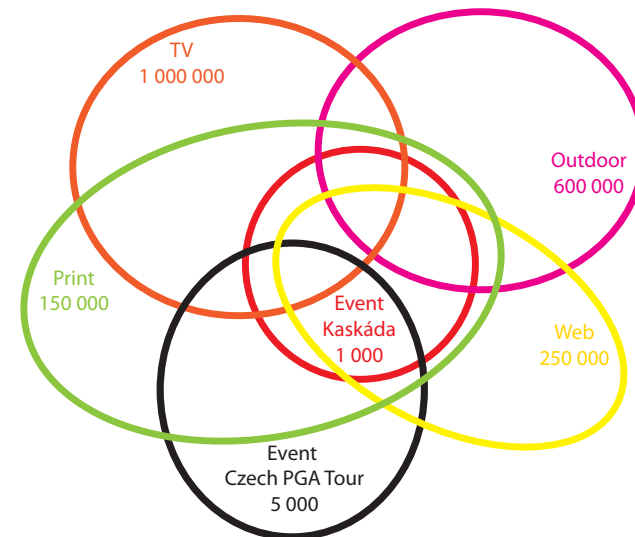 TV
1 000 000
Outdoor
600 000
Print
150 000
Event
Kaskáda
1 000
Web
250 000
Event
Czech PGA Tour
5 000